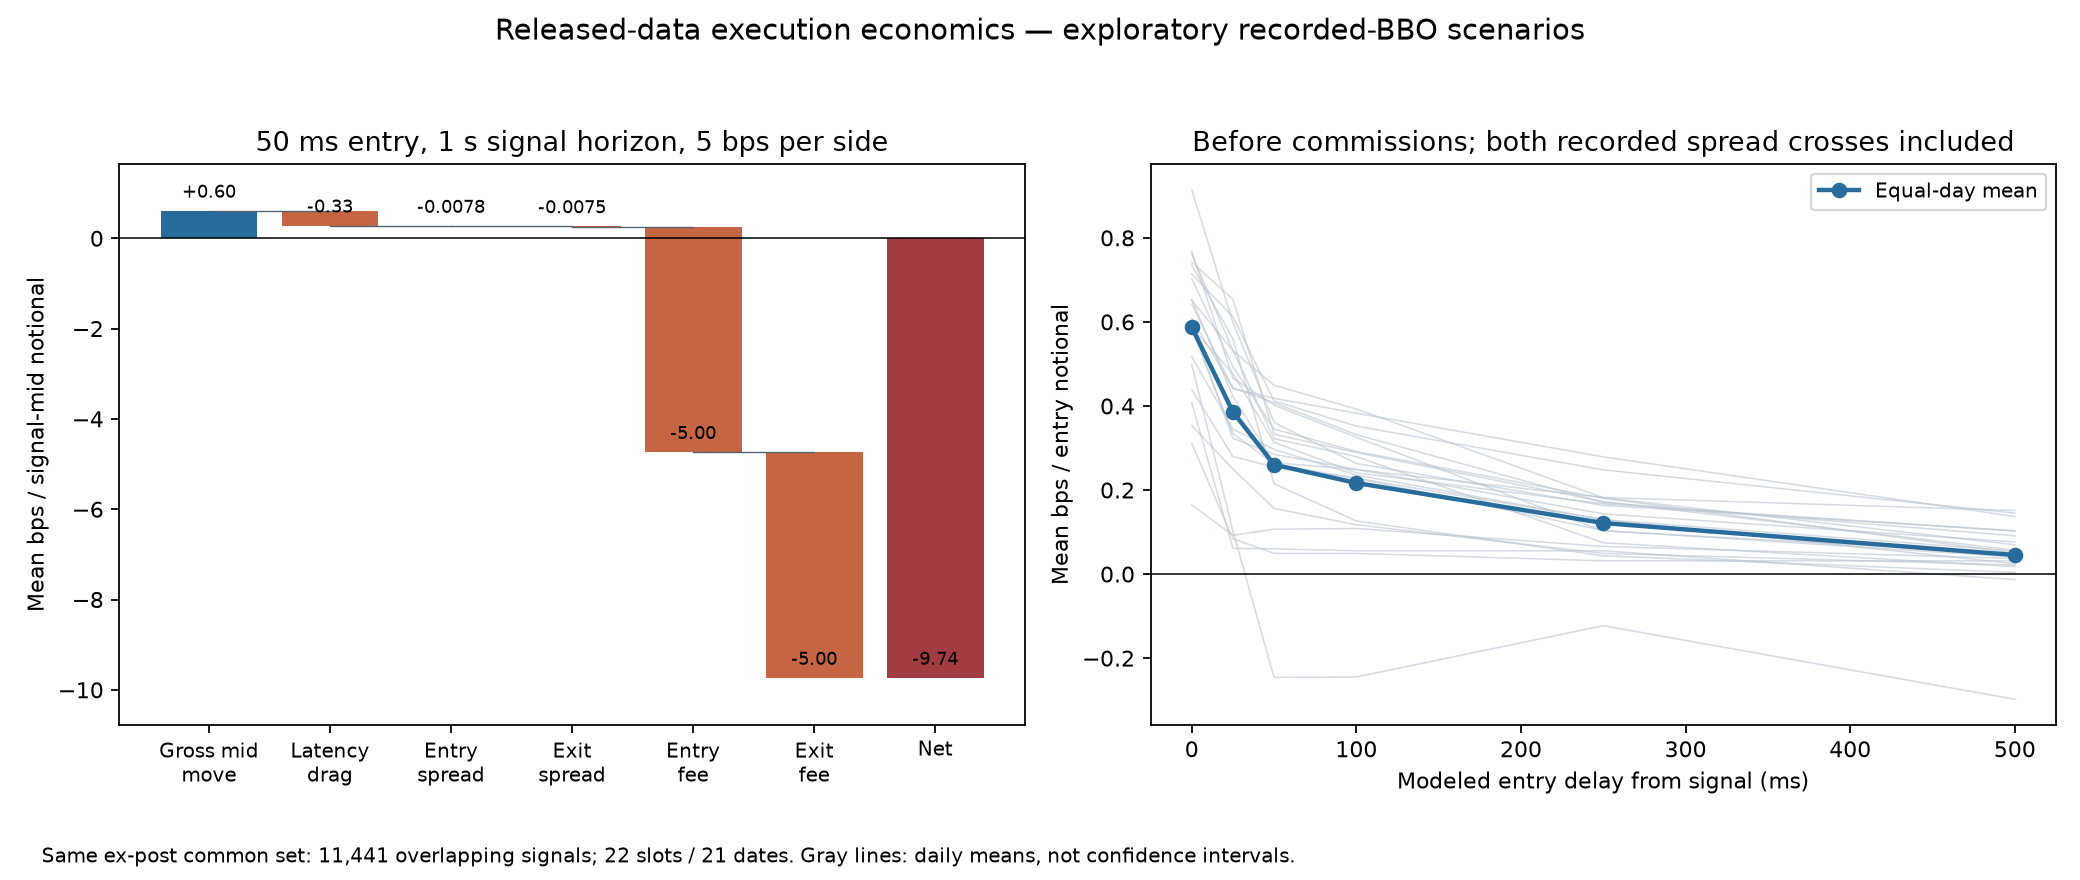 Released-data execution economics — exploratory recorded-BBO scenarios
50 ms entry, 1 s signal horizon, 5 bps per side
Mean bps / signal-mid notional
0
−2
−4
−6
−8
−10
+0.60
-0.33
-0.0078
-0.0075
-5.00
-5.00
-9.74
Gross mid
move
Latency
drag
Entry
spread
Exit
spread
Entry
fee
Exit
fee
Net
Before commissions; both recorded spread crosses included
Equal-day mean
Mean bps / entry notional
0.8
0.6
0.4
0.2
0.0
−0.2
0
100
200
300
400
500
Modeled entry delay from signal (ms)
Same ex-post common set: 11,441 overlapping signals; 22 slots / 21 dates. Gray lines: daily means, not confidence intervals.